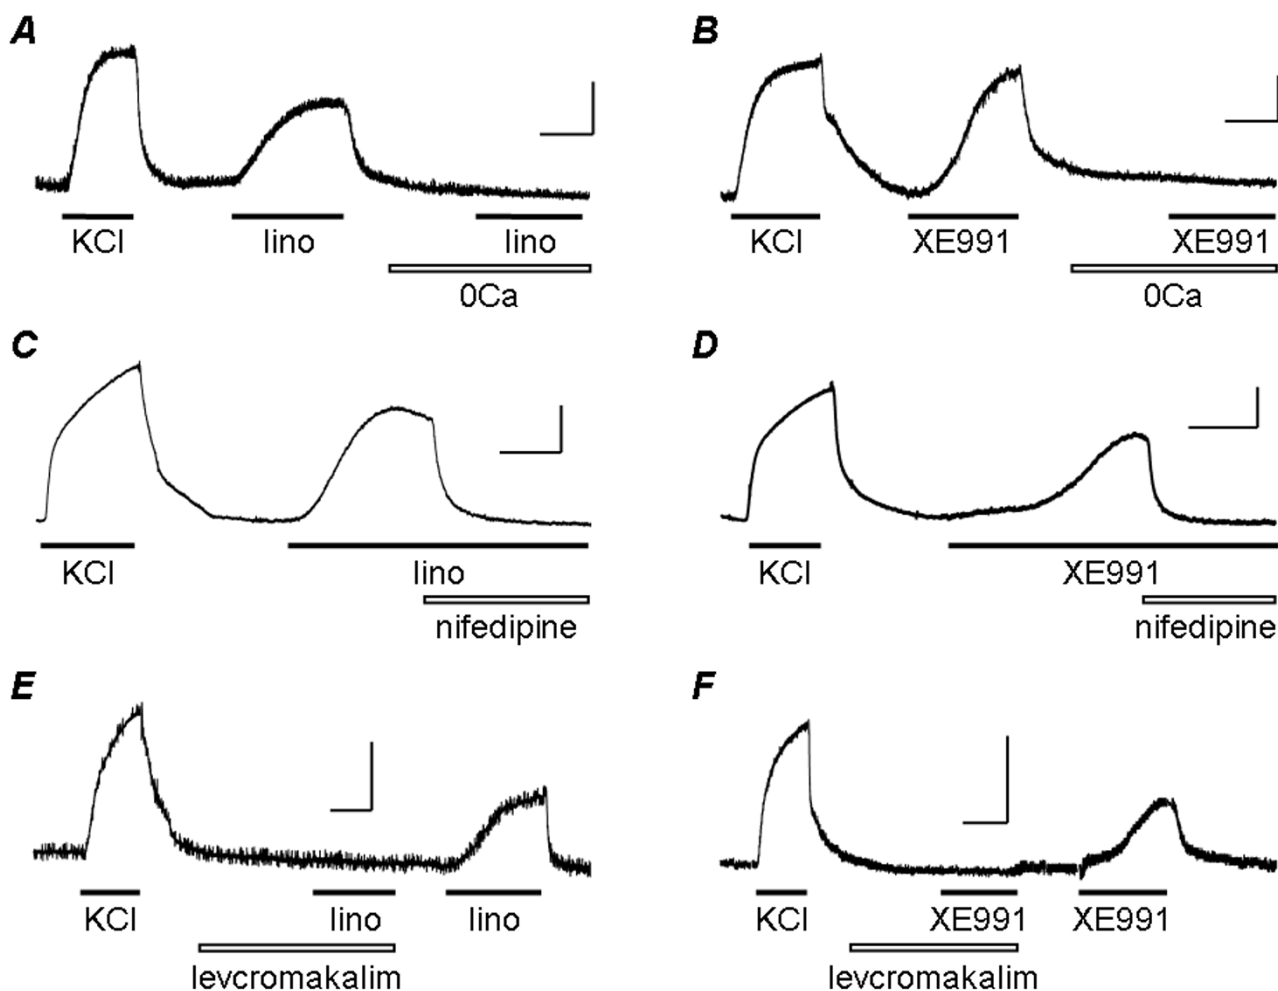 A
B
KCl
lino
lino
KCl
XE991
XE991
0Ca
0Ca
C
D
KCl
lino
KCl
XE991
nifedipine
nifedipine
E
F
KCl
lino
lino
KCl
XE991
XE991
levcromakalim
levcromakalim